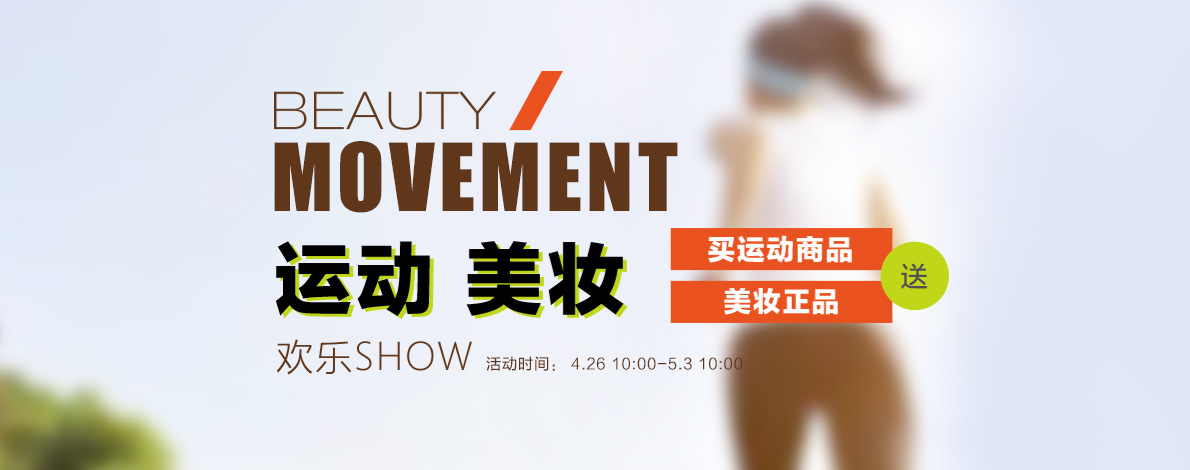 BEAUTY
MOVEMENT
运动 美妆
买运动商品
送
美妆正品
欢乐SHOW 活动时间： 4.26 10:00-5.3 10:00